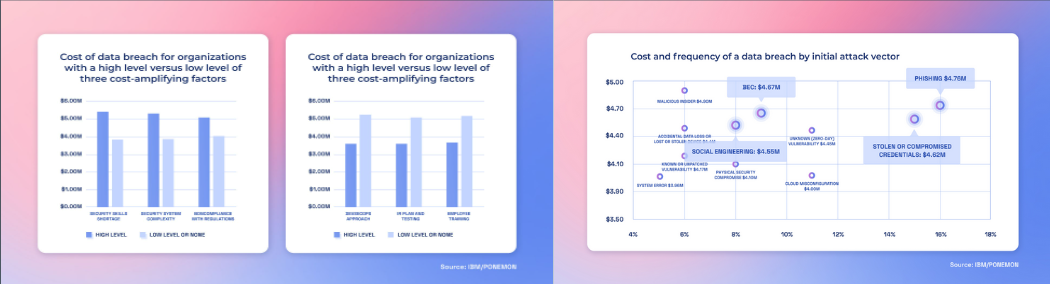 Cost of data breach for organizations
with a high level versus low level of
three cost-amplifying factors
$6.00M
$5.00M
$4.00M
$3.00M
$2.00M
$1.00M
$0.00M
SECURITY SKILLS
SHORTAGE
SECURITY SYSTEM
COMPLEXITY
NONCOMPLIANCE
WITH REGULATIONS
HIGH LEVEL
LOW LEVEL OR NONE
Cost of data breach for organizations
with a high level versus low level of
three cost-amplifying factors
$6.00M
$5.00M
$4.00M
$3.00M
$2.00M
$1.00M
$0.00M
DEVSECOPS
APPROACH
IR PLAN AND
TESTING
EMPLOYEE
TRAINING
HIGH LEVEL
LOW LEVEL OR NONE
Source: IBM/PONEMON
Cost and frequency of a data breach by initial attack vector
$5.00
$4.70
$4.40
$4.10
$3.80
$3.50
MALICIOUS INSIDER $4.90M
BEC: $4.67M
PHISHING $4.76M
ACCIDENTAL DATA LOSS OR
LOST OR STOLEN
UNKNOWN (ZERO-DAY)
VULNERABILITY $4.45M
SOCIAL ENGINEERING: $4.55M
STOLEN OR COMPROMISED
CREDENTIALS: $4.62M
KNOWN UNPATCHED
VULNERABILITY $4.17M
PHYSICAL SECURITY
COMPROMISE $4.10M
SYSTEM ERROR $3.96M
CLOUD MISCONFIGURATION
$4.00M
4%
6%
8%
10%
12%
14%
16%
18%
Source: IBM/PONEMON